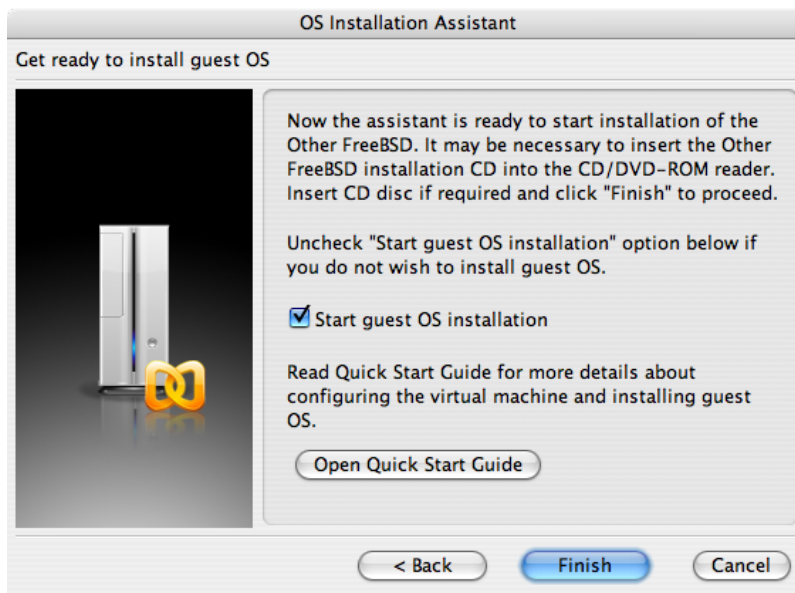 OS Installation Assistant
Get ready to install guest OS
Now the assistant is ready to start installation of the
Other FreeBSD. It may be necessary to insert the Other
FreeBSD installation CD into the CD/DVD-ROM reader.
Insert CD disc if required and click "Finish" to proceed.
Uncheck "Start guest OS installation" option below if
you do not wish to install guest OS.
Start guest OS installation
Read Quick Start Guide for more details about
configuring the virtual machine and installing guest
OS.
Open Quick Start Guide
< Back
Finish
Cancel